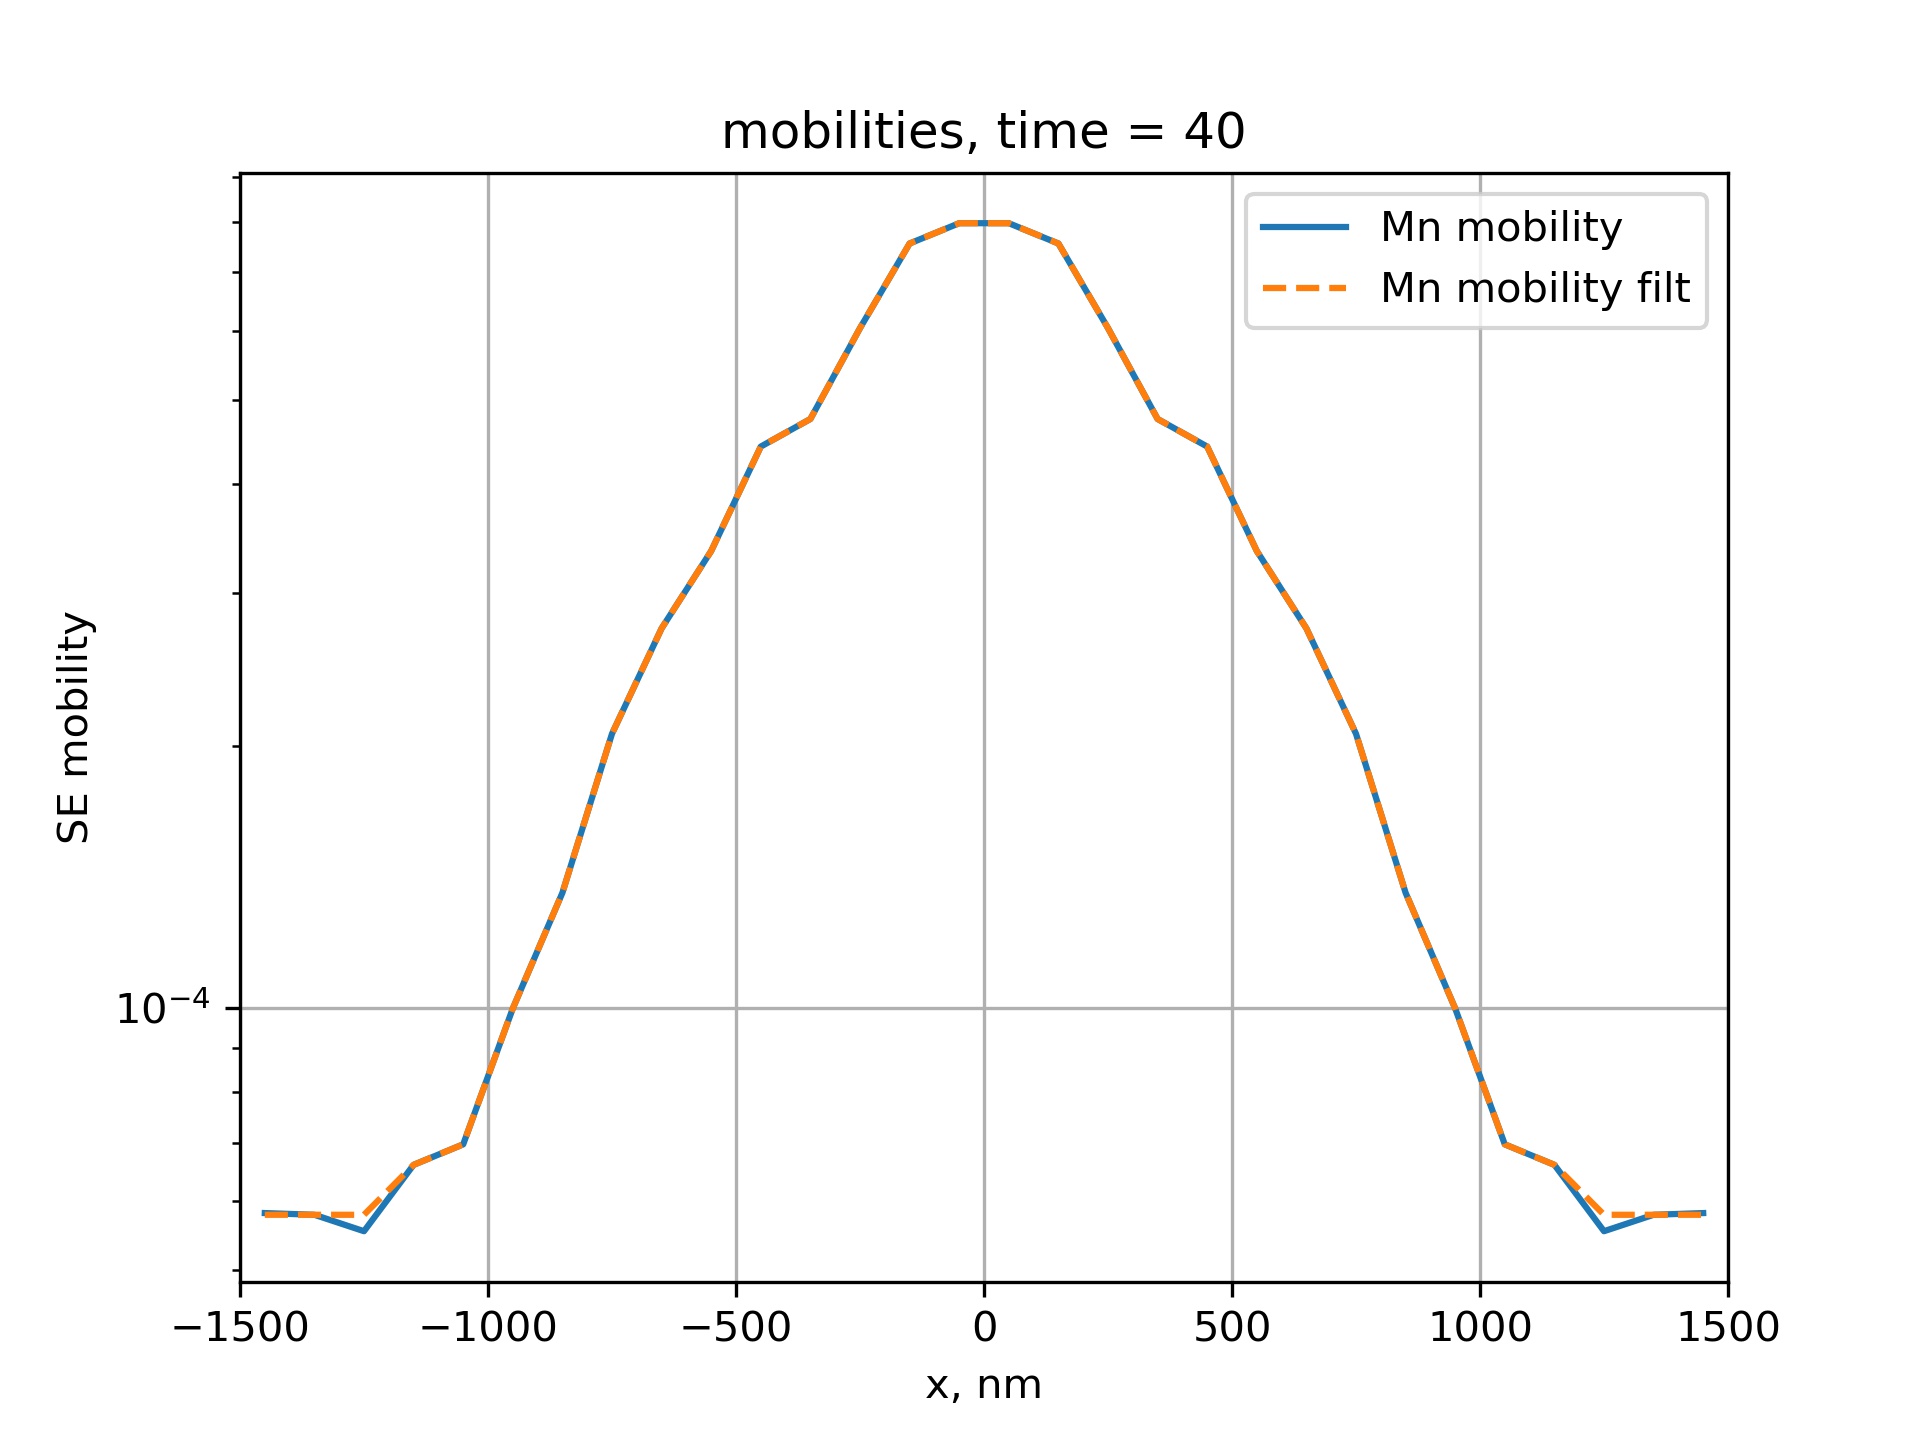 mobilities, time = 40
Mn mobility
Mn mobility filt
SE mobility
10⁻⁴
−1500 −1000 −500 0 500 1000 1500
x, nm